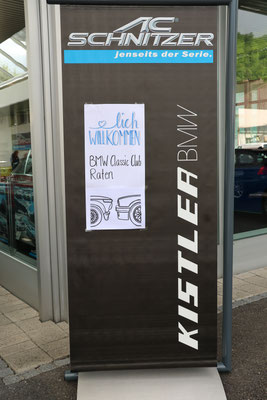 AC
SCHNITZER
jenseits der Serie.
lich
WILLKOMMEN
BMW Classic Club
Raten
KISTLER BMW